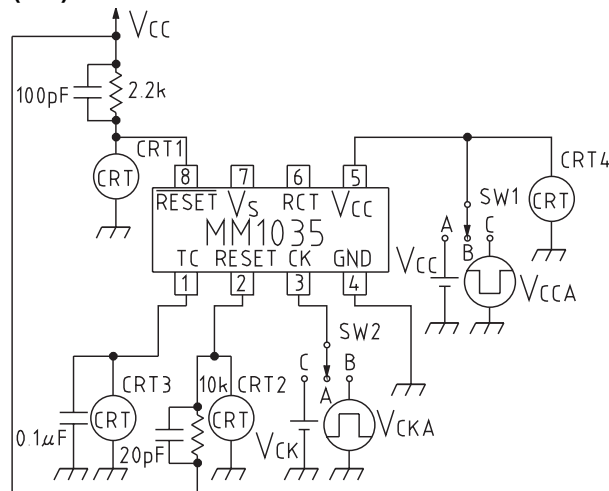 VCC
100pF 2.2k
CRT1
CRT
8 7 6 5
RESET VS RCT VCC
MM1035
TC RESET CK GND
1 2 3 4
CRT4
CRT
SW1
A B C
VCC
VCCA
SW2
C A B
VCK
VCKA
CRT3
CRT
0.1µF
10k CRT2
CRT
20pF